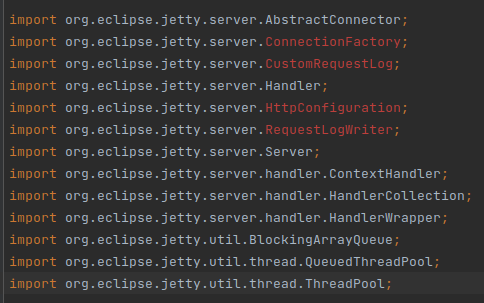 import org.eclipse.jetty.server.AbstractConnector;
import org.eclipse.jetty.server.ConnectionFactory;
import org.eclipse.jetty.server.CustomRequestLog;
import org.eclipse.jetty.server.Handler;
import org.eclipse.jetty.server.HttpConfiguration;
import org.eclipse.jetty.server.RequestLogWriter;
import org.eclipse.jetty.server.Server;
import org.eclipse.jetty.server.handler.ContextHandler;
import org.eclipse.jetty.server.handler.HandlerCollection;
import org.eclipse.jetty.server.handler.HandlerWrapper;
import org.eclipse.jetty.util.BlockingArrayQueue;
import org.eclipse.jetty.util.thread.QueuedThreadPool;
import org.eclipse.jetty.util.thread.ThreadPool;